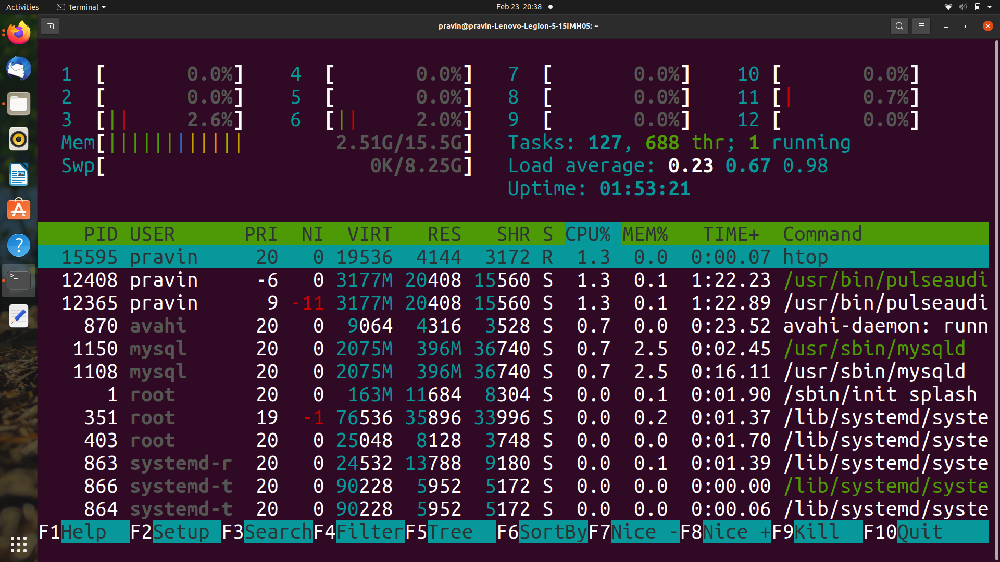 Activities Terminal Feb 23 20:38
pravin@pravin-Lenovo-Legion-5-15IMH05: ~
1 [ 0.0%] 4 [ 0.0%] 7 [ 0.0%] 10 [ 0.0%]
2 [ 0.0%] 5 [ 0.0%] 8 [ 0.0%] 11 [| 0.7%]
3 [|| 2.6%] 6 [|| 2.0%] 9 [ 0.0%] 12 [ 0.0%]
Mem[|||||||||||| 2.51G/15.5G] Tasks: 127, 688 thr; 1 running
Swp[ 0K/8.25G] Load average: 0.23 0.67 0.98
Uptime: 01:53:21
PID USER PRI NI VIRT RES SHR S CPU% MEM% TIME+ Command
15595 pravin 20 0 19536 4144 3172 R 1.3 0.0 0:00.07 htop
12408 pravin -6 0 3177M 20408 15560 S 1.3 0.1 1:22.23 /usr/bin/pulseaudi
12365 pravin 9 -11 3177M 20408 15560 S 1.3 0.1 1:22.89 /usr/bin/pulseaudi
870 avahi 20 0 9064 4316 3528 S 0.7 0.0 0:23.52 avahi-daemon: runn
1150 mysql 20 0 2075M 396M 36740 S 0.7 2.5 0:02.45 /usr/sbin/mysqld
1108 mysql 20 0 2075M 396M 36740 S 0.7 2.5 0:16.11 /usr/sbin/mysqld
1 root 20 0 163M 11684 8304 S 0.0 0.1 0:01.90 /sbin/init splash
351 root 19 -1 76536 35896 33996 S 0.0 0.2 0:01.37 /lib/systemd/syste
403 root 20 0 25048 8128 3748 S 0.0 0.0 0:01.70 /lib/systemd/syste
863 systemd-r 20 0 24532 13788 9180 S 0.0 0.1 0:01.39 /lib/systemd/syste
866 systemd-t 20 0 90228 5952 5172 S 0.0 0.0 0:00.00 /lib/systemd/syste
864 systemd-t 20 0 90228 5952 5172 S 0.0 0.0 0:00.06 /lib/systemd/syste
F1Help F2Setup F3SearchF4FilterF5Tree F6SortByF7Nice -F8Nice +F9Kill F10Quit